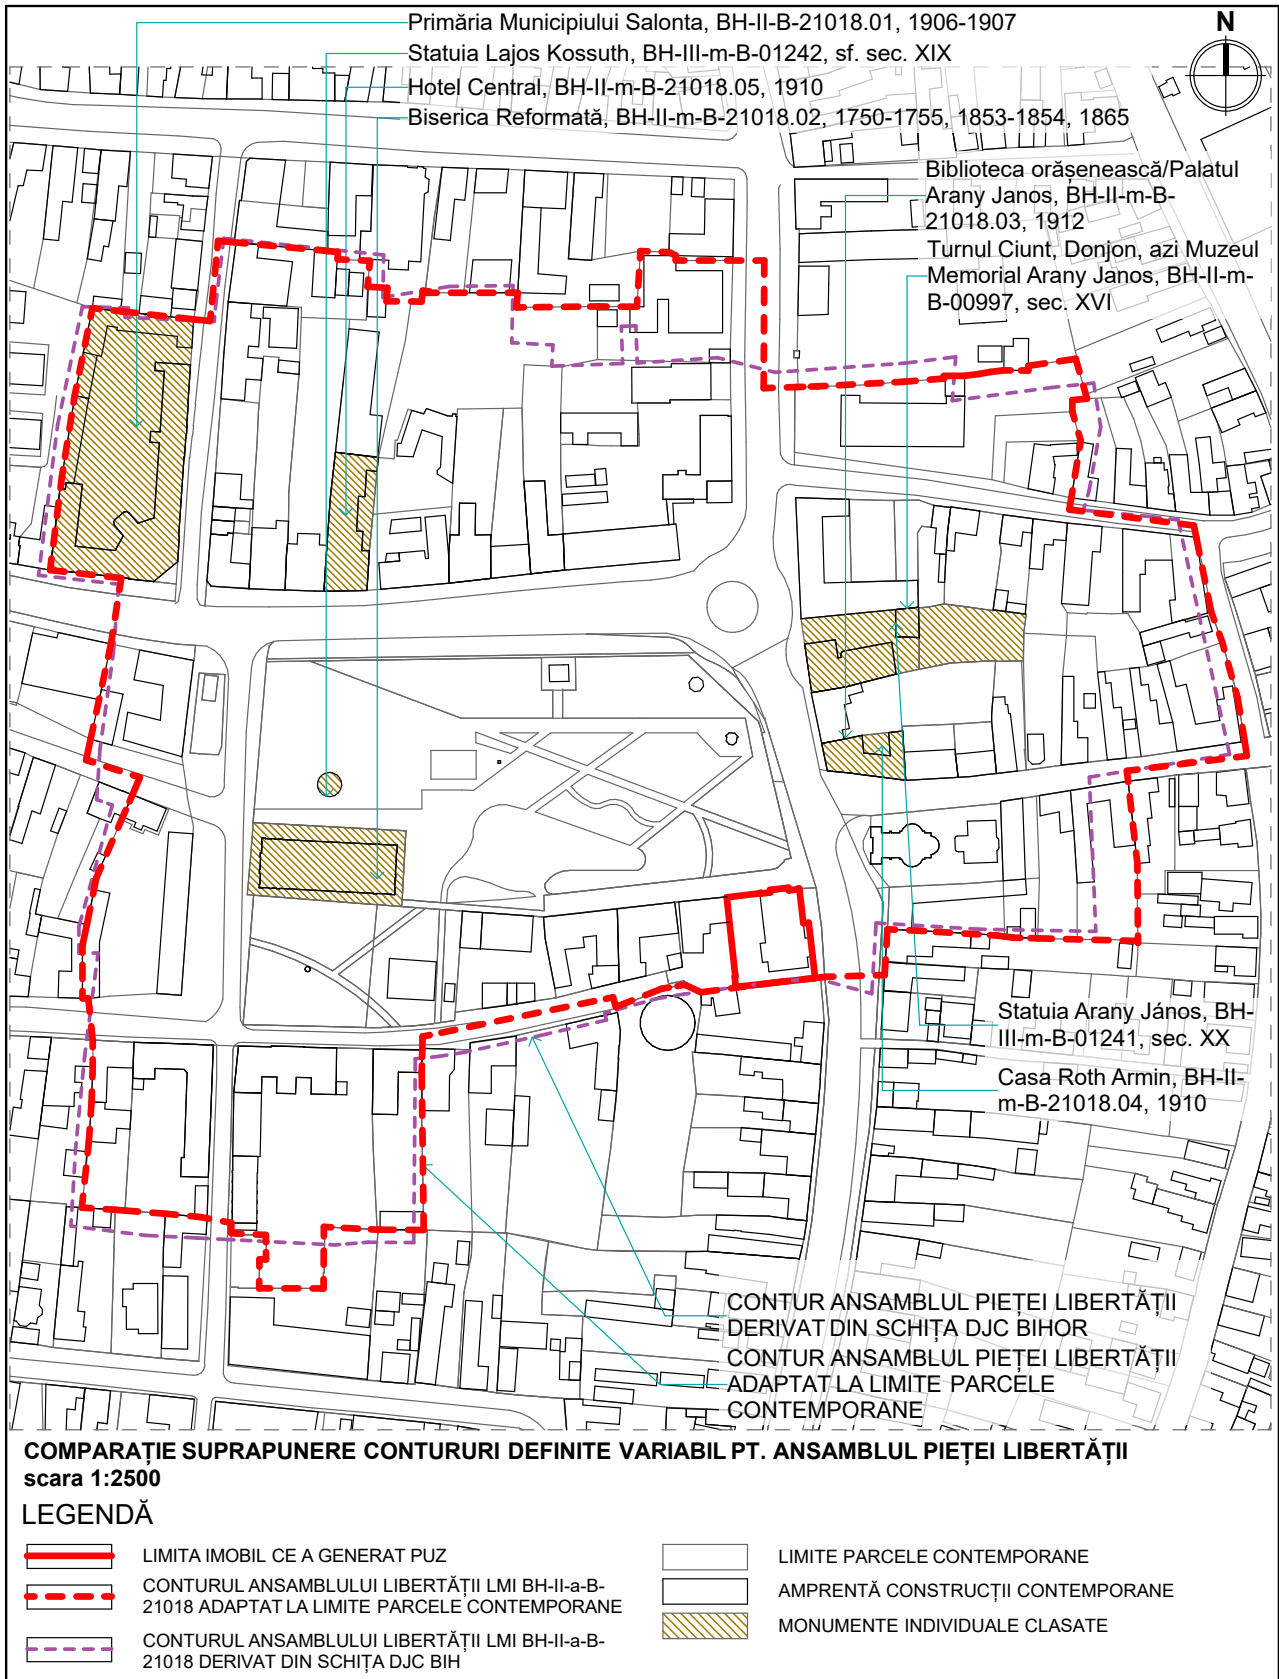 Primăria Municipiului Salonta, BH-II-B-21018.01, 1906-1907
Statuia Lajos Kossuth, BH-III-m-B-01242, sf. sec. XIX
Hotel Central, BH-II-m-B-21018.05, 1910
Biserica Reformată, BH-II-m-B-21018.02, 1750-1755, 1853-1854, 1865
N
Biblioteca orășenească/Palatul
Arany Janos, BH-II-m-B-
21018.03, 1912
Turnul Ciunt, Donjon, azi Muzeul
Memorial Arany Janos, BH-II-m-
B-00997, sec. XVI
Statuia Arany János, BH-
III-m-B-01241, sec. XX
Casa Roth Armin, BH-II-
m-B-21018.04, 1910
CONTUR ANSAMBLUL PIEȚEI LIBERTĂȚII
DERIVAT DIN SCHIȚA DJC BIHOR
CONTUR ANSAMBLUL PIEȚEI LIBERTĂȚII
ADAPTAT LA LIMITE PARCELE
CONTEMPORANE
COMPARAȚIE SUPRAPUNERE CONTURURI DEFINITE VARIABIL PT. ANSAMBLUL PIEȚEI LIBERTĂȚII
scara 1:2500
LEGENDĂ
LIMITA IMOBIL CE A GENERAT PUZ
CONTURUL ANSAMBLULUI LIBERTĂȚII LMI BH-II-a-B-
21018 ADAPTAT LA LIMITE PARCELE CONTEMPORANE
CONTURUL ANSAMBLULUI LIBERTĂȚII LMI BH-II-a-B-
21018 DERIVAT DIN SCHIȚA DJC BIH
LIMITE PARCELE CONTEMPORANE
AMPRENTĂ CONSTRUCȚII CONTEMPORANE
MONUMENTE INDIVIDUALE CLASATE